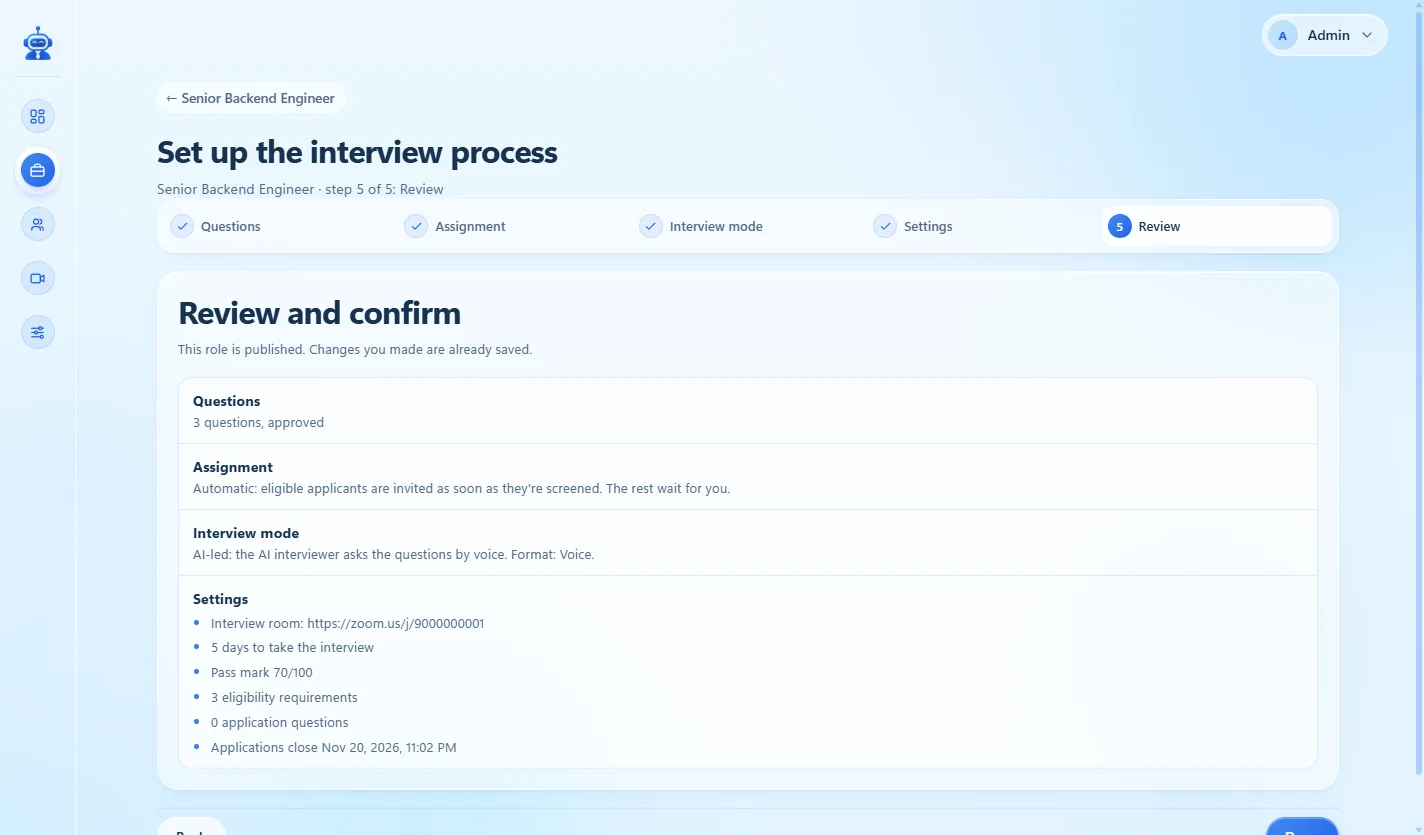 A Admin
← Senior Backend Engineer
Set up the interview process
Senior Backend Engineer · step 5 of 5: Review
Questions
Assignment
Interview mode
Settings
5 Review
Review and confirm
This role is published. Changes you made are already saved.
Questions
3 questions, approved
Assignment
Automatic: eligible applicants are invited as soon as they're screened. The rest wait for you.
Interview mode
AI-led: the AI interviewer asks the questions by voice. Format: Voice.
Settings
Interview room: https://zoom.us/j/9000000001
5 days to take the interview
Pass mark 70/100
3 eligibility requirements
0 application questions
Applications close Nov 20, 2026, 11:02 PM